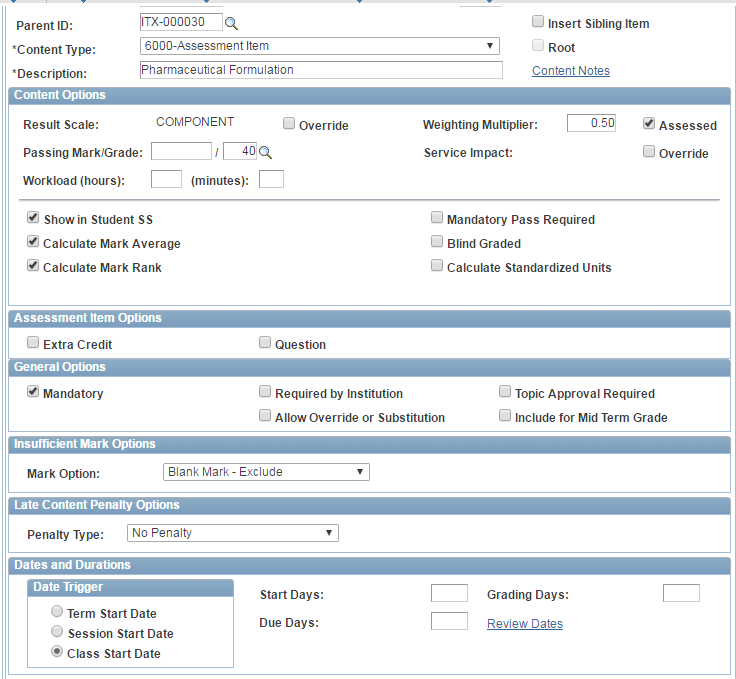 Parent ID: ITX-000030 Insert Sibling Item
*Content Type: 6000-Assessment Item Root
*Description: Pharmaceutical Formulation Content Notes
Content Options
Result Scale: COMPONENT Override Weighting Multiplier: 0.50 Assessed
Passing Mark/Grade: / 40 Service Impact: Override
Workload (hours): (minutes):
Show in Student SS Mandatory Pass Required
Calculate Mark Average Blind Graded
Calculate Mark Rank Calculate Standardized Units
Assessment Item Options
Extra Credit Question
General Options
Mandatory Required by Institution Topic Approval Required
Allow Override or Substitution Include for Mid Term Grade
Insufficient Mark Options
Mark Option: Blank Mark - Exclude
Late Content Penalty Options
Penalty Type: No Penalty
Dates and Durations
Date Trigger
Start Days: Grading Days:
Term Start Date
Due Days: Review Dates
Session Start Date
Class Start Date